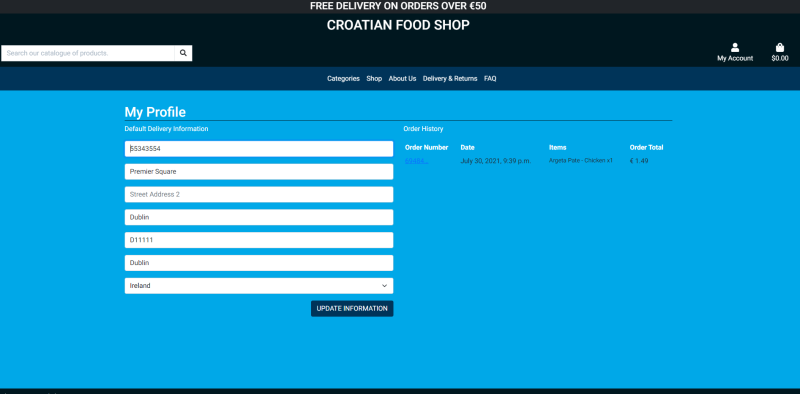 FREE DELIVERY ON ORDERS OVER €50
CROATIAN FOOD SHOP
Search our catalogue of products.
My Account
$0.00
Categories Shop About Us Delivery & Returns FAQ
My Profile
Default Delivery Information
55343554
Premier Square
Street Address 2
Dublin
D11111
Dublin
Ireland
UPDATE INFORMATION
Order History
Order Number Date Items Order Total
July 30, 2021, 9:39 p.m. Argeta Pate - Chicken x1 € 1.49